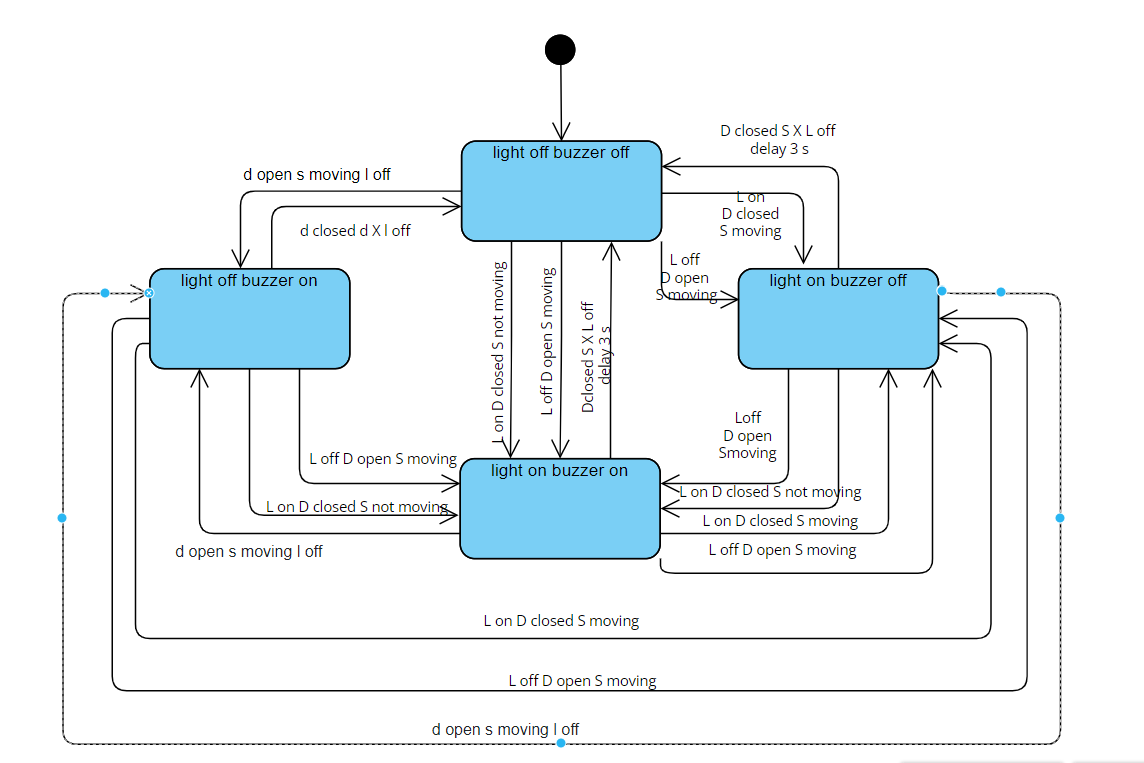 light off buzzer off
D closed S X L off
delay 3 s
d open s moving l off
L on
D closed
S moving
d closed d X l off
L off
D open
S moving
light off buzzer on
light on buzzer off
L on D closed S not moving
L off D open S moving
Dclosed S X L off
delay 3 s
Loff
D open
Smoving
L off D open S moving
light on buzzer on
L on D closed S not moving
L on D closed S not moving
L on D closed S moving
d open s moving l off
L off D open S moving
L on D closed S moving
L off D open S moving
d open s moving l off